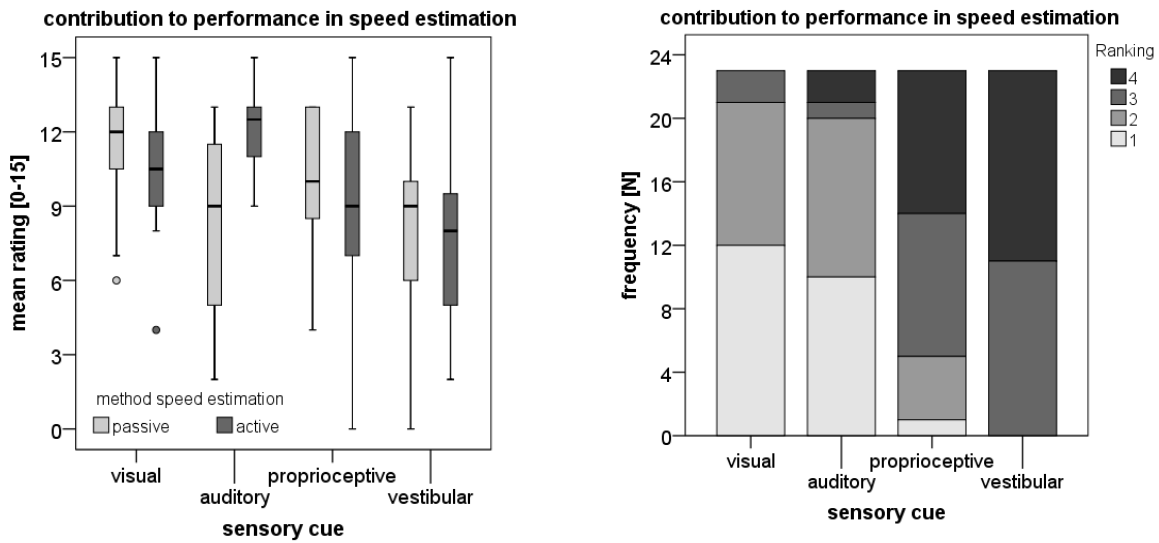 contribution to performance in speed estimation
mean rating [0-15]
15
12
9
6
3
0
method speed estimation
passive active
visual
auditory
proprioceptive
vestibular
sensory cue
contribution to performance in speed estimation
frequency [N]
24
20
16
12
8
4
0
Ranking
4
3
2
1
visual
auditory
proprioceptive
vestibular
sensory cue